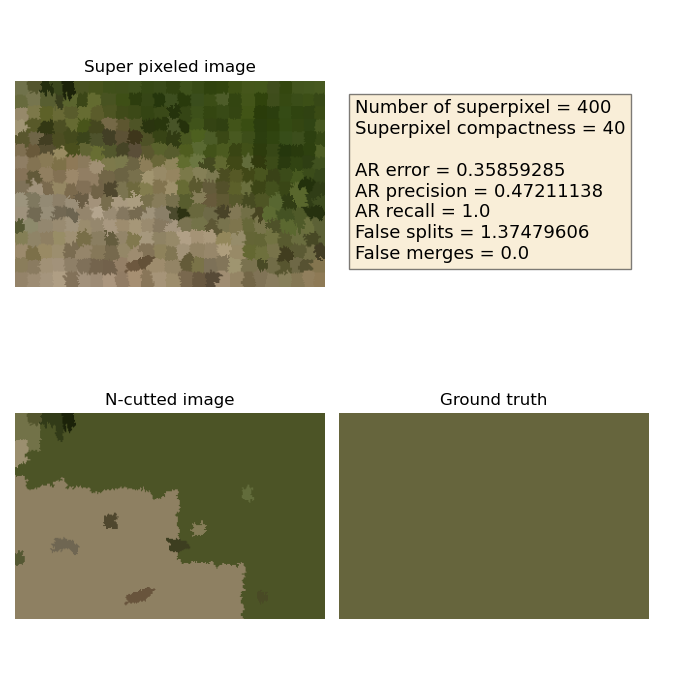 Super pixeled image
Number of superpixel = 400
Superpixel compactness = 40
AR error = 0.35859285
AR precision = 0.47211138
AR recall = 1.0
False splits = 1.37479606
False merges = 0.0
N-cutted image
Ground truth